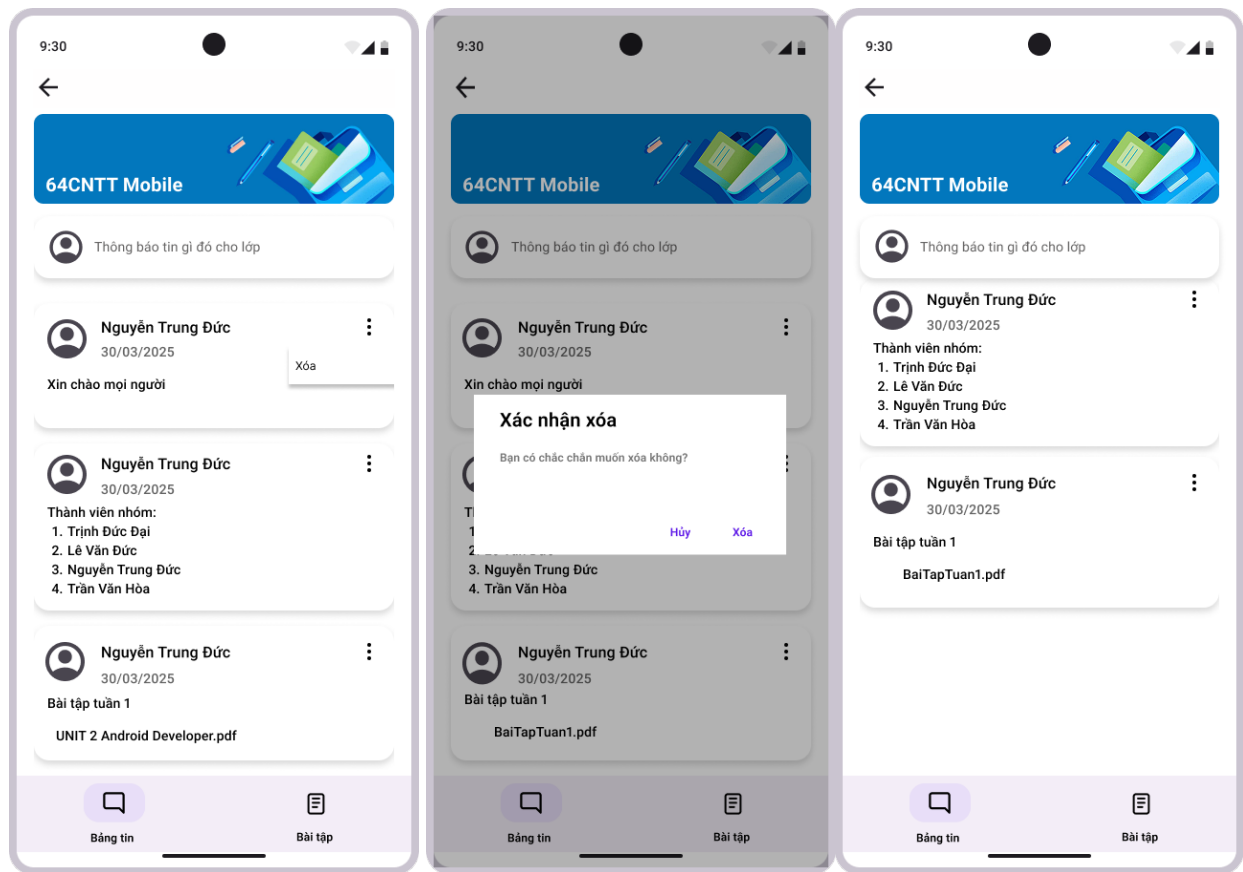 9:30
64CNTT Mobile
Thông báo tin gì đó cho lớp
Nguyễn Trung Đức
30/03/2025
Xóa
Xin chào mọi người
Nguyễn Trung Đức
30/03/2025
Thành viên nhóm:
1. Trịnh Đức Đại
2. Lê Văn Đức
3. Nguyễn Trung Đức
4. Trần Văn Hòa
Nguyễn Trung Đức
30/03/2025
Bài tập tuần 1
UNIT 2 Android Developer.pdf
Bảng tin
Bài tập
9:30
64CNTT Mobile
Thông báo tin gì đó cho lớp
Nguyễn Trung Đức
30/03/2025
Xin chào mọi người
Xác nhận xóa
Bạn có chắc chắn muốn xóa không?
Hủy
Xóa
3. Nguyễn Trung Đức
4. Trần Văn Hòa
Nguyễn Trung Đức
30/03/2025
Bài tập tuần 1
BaiTapTuan1.pdf
Bảng tin
Bài tập
9:30
64CNTT Mobile
Thông báo tin gì đó cho lớp
Nguyễn Trung Đức
30/03/2025
Thành viên nhóm:
1. Trịnh Đức Đại
2. Lê Văn Đức
3. Nguyễn Trung Đức
4. Trần Văn Hòa
Nguyễn Trung Đức
30/03/2025
Bài tập tuần 1
BaiTapTuan1.pdf
Bảng tin
Bài tập